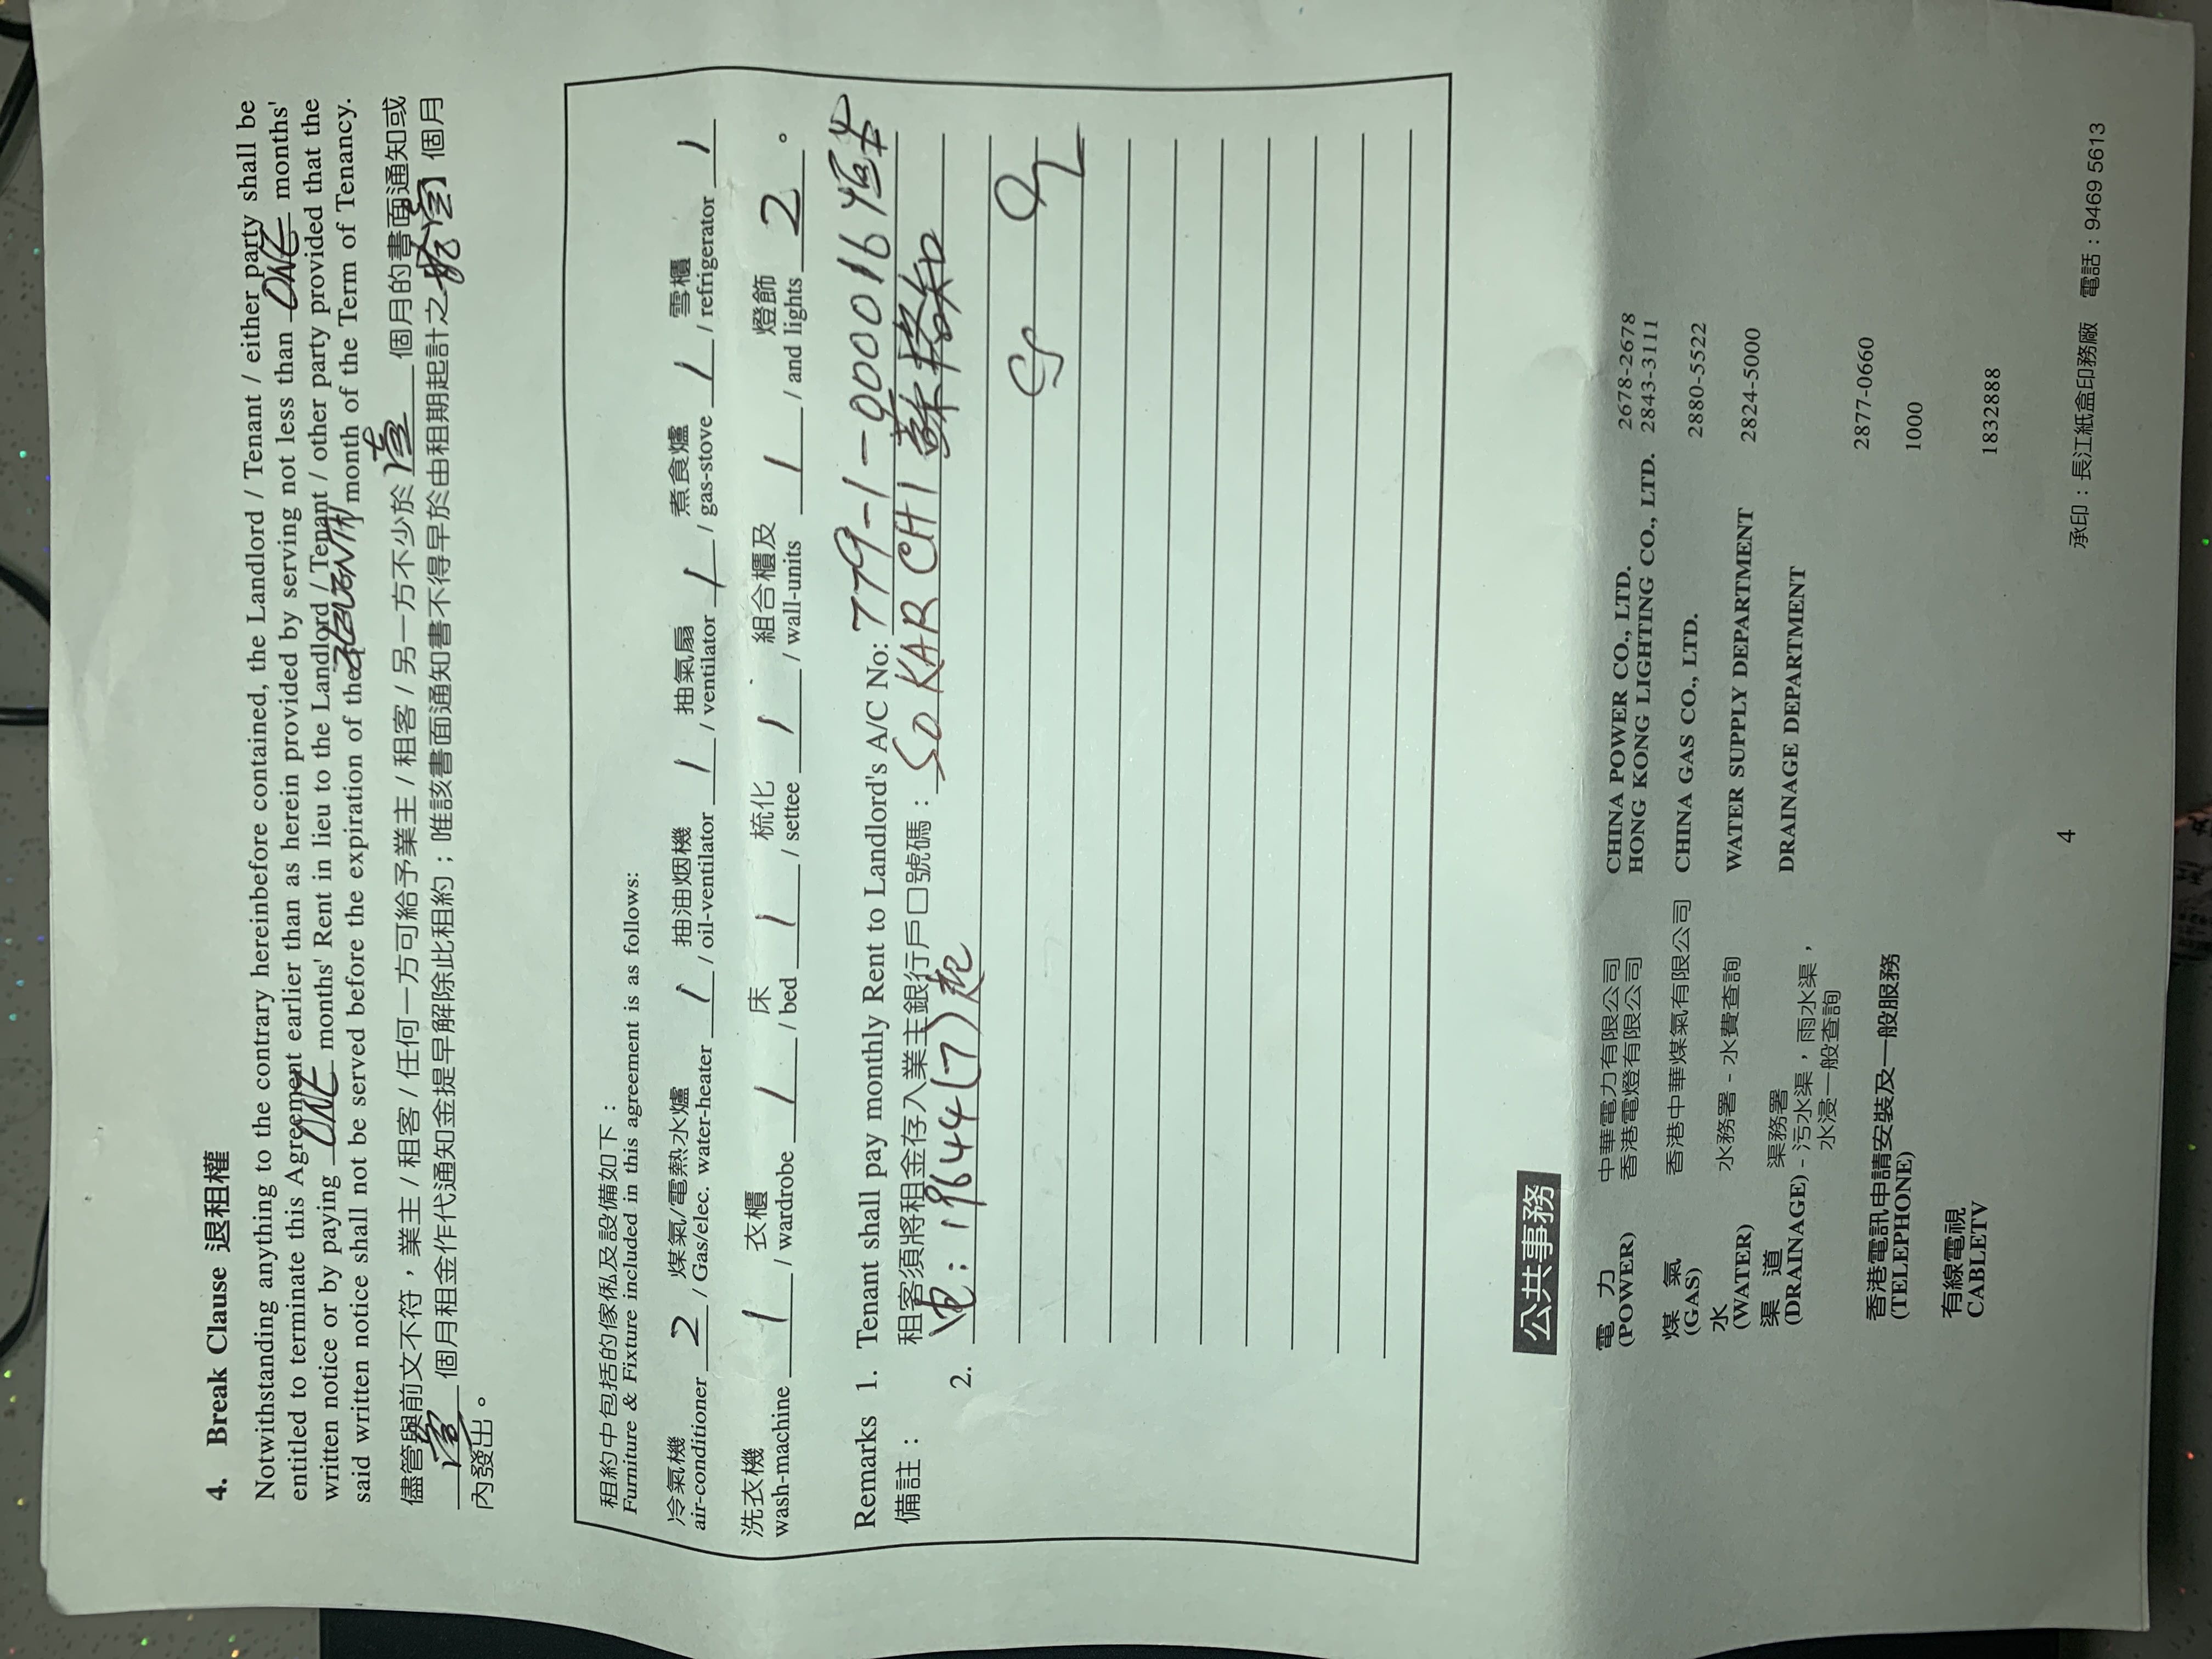 4. Break Clause 退租權
Notwithstanding anything to the contrary hereinbefore contained, the Landlord / Tenant / either party shall be
entitled to terminate this Agreement earlier than as herein provided by serving not less than ONE months'
written notice or by paying ONE months' Rent in lieu to the Landlord / Tenant / other party provided that the
said written notice shall not be served before the expiration of the ELEVENTH month of the Term of Tenancy.
儘管與前文不符，業主 / 租客 / 任何一方可給予業主 / 租客 / 另一方不少於 壹 個月的書面通知或
壹 個月租金作代通知金提早解除此租約；唯該書面通知書不得早於由租期起計之 拾壹 個月
內發出。
租約中包括的傢俬及設備如下：
Furniture & Fixture included in this agreement is as follows:
冷氣機 煤氣/電熱水爐 抽油烟機 抽氣扇 煮食爐 雪櫃
air-conditioner 2 / Gas/elec. water-heater 1 / oil-ventilator 1 / ventilator 1 / gas-stove 1 / refrigerator 1
洗衣機 衣櫃 床 梳化 組合櫃及 燈飾
wash-machine 1 / wardrobe 1 / bed 1 / settee 1 / wall-units 1 / and lights 2 。
Remarks 1. Tenant shall pay monthly Rent to Landlord's A/C No: 779-1-000016 恒生
備註： 租客須將租金存入業主銀行戶口號碼：SO KAR CHI 蘇格知
2. 電: 19644 (7) 起
公共事務
電 力 中華電力有限公司 CHINA POWER CO., LTD. 2678-2678
(POWER) 香港電燈有限公司 HONG KONG LIGHTING CO., LTD. 2843-3111
煤 氣 香港中華煤氣有限公司 CHINA GAS CO., LTD. 2880-5522
(GAS)
水 水務署 - 水費查詢 WATER SUPPLY DEPARTMENT 2824-5000
(WATER)
渠 道 渠務署 DRAINAGE DEPARTMENT
(DRAINAGE) - 污水渠，雨水渠，
水浸一般查詢
香港電訊申請安裝及一般服務 2877-0660
(TELEPHONE) 1000
有線電視 1832888
CABLETV
4
承印：長江紙盒印務廠 電話：9469 5613